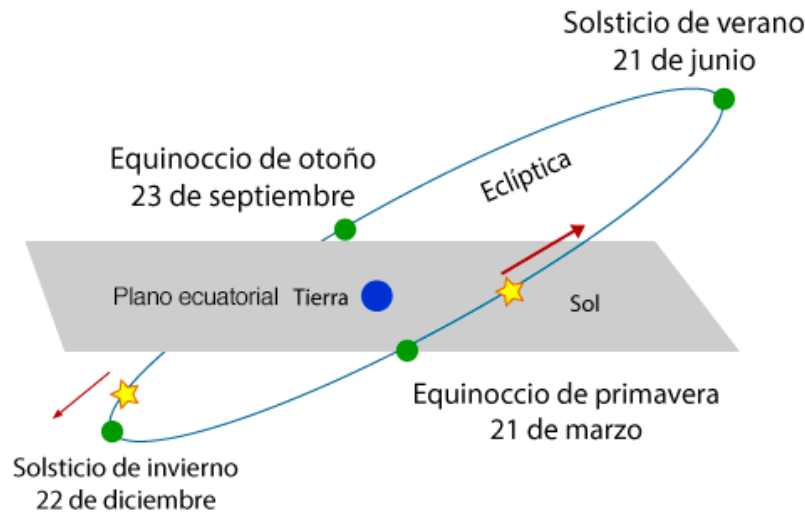 Solsticio de verano
21 de junio
Equinoccio de otoño
23 de septiembre
Eclíptica
Plano ecuatorial
Tierra
Sol
Equinoccio de primavera
21 de marzo
Solsticio de invierno
22 de diciembre